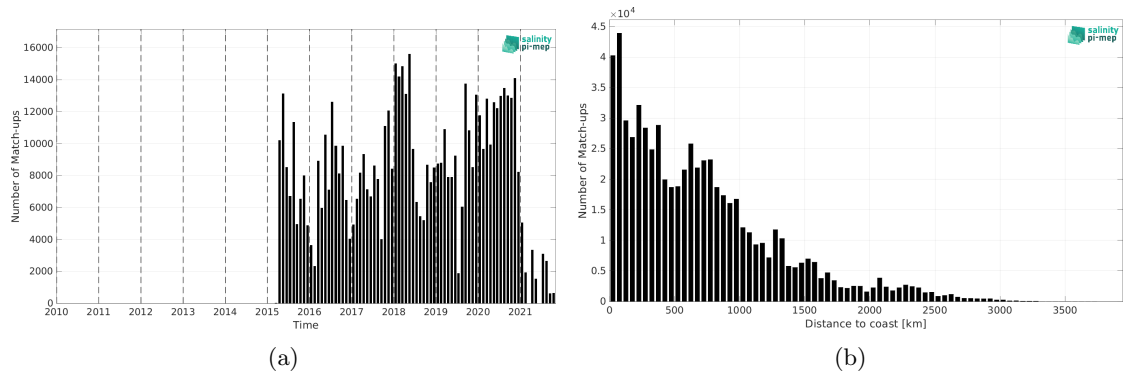 salinity
pi-mep
Number of Match-ups
16000
14000
12000
10000
8000
6000
4000
2000
0
2010 2011 2012 2013 2014 2015 2016 2017 2018 2019 2020 2021
Time
(a)
×10⁴
salinity
pi-mep
Number of Match-ups
4.5
4
3.5
3
2.5
2
1.5
1
0.5
0
0 500 1000 1500 2000 2500 3000 3500
Distance to coast [km]
(b)